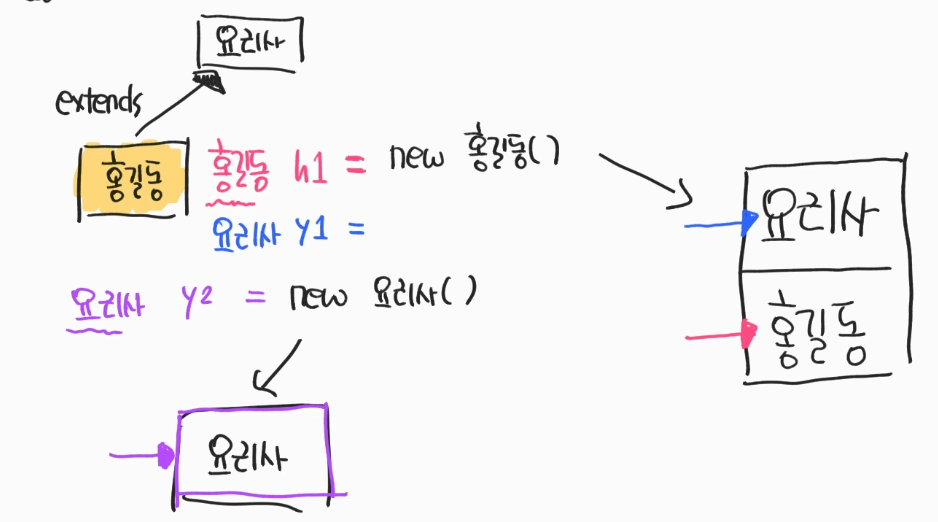 요리사
extends
홍길동
홍길동 h1 = new 홍길동()
요리사 y1 =
요리사 y2 = new 요리사()
요리사
홍길동
요리사